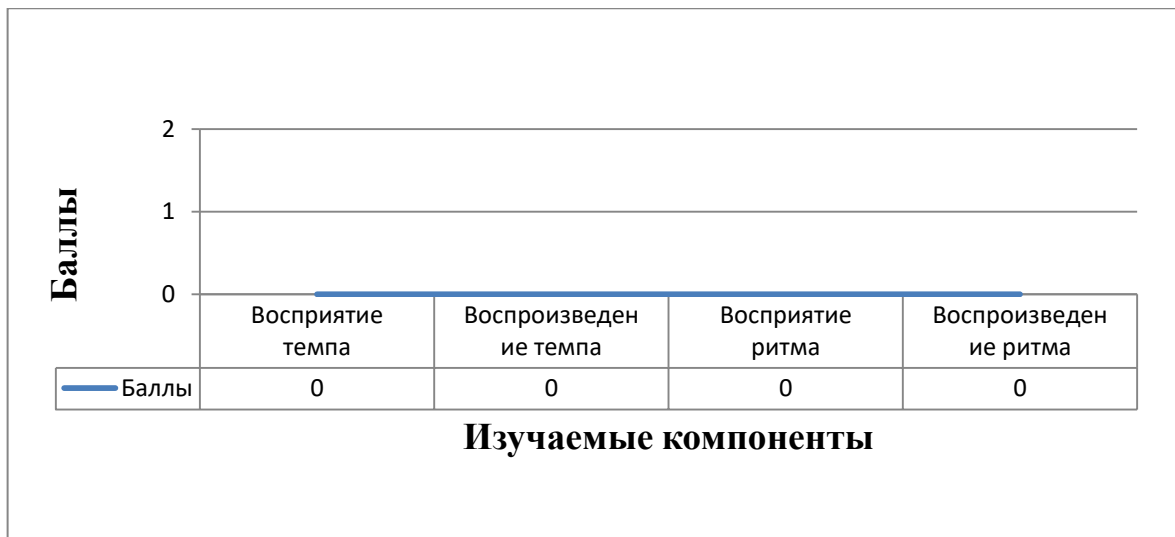 Баллы
2
1
0
Восприятие темпа
Воспроизведен ие темпа
Восприятие ритма
Воспроизведен ие ритма
Баллы 0 0 0 0
Изучаемые компоненты